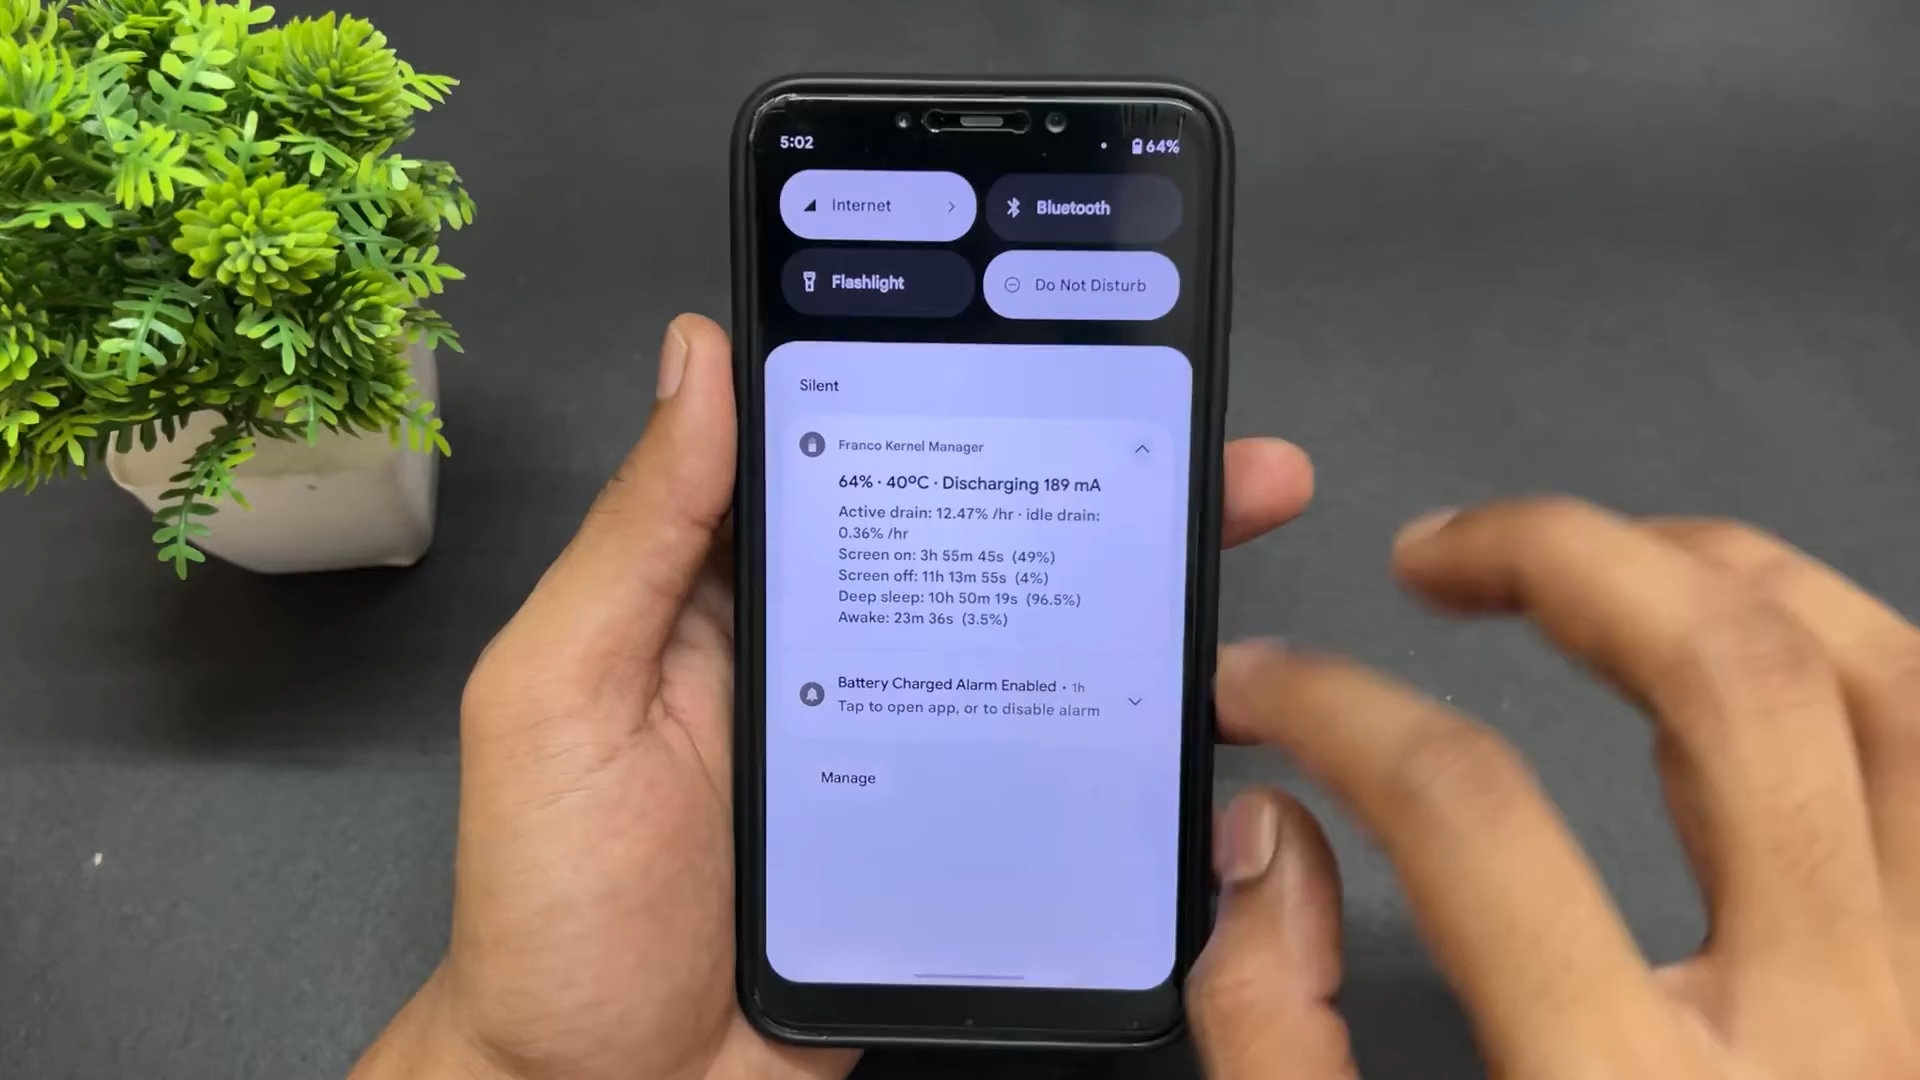 5:02
64%
Internet
Bluetooth
Flashlight
Do Not Disturb
Silent
Franco Kernel Manager
64% · 40ºC · Discharging 189 mA
Active drain: 12.47% /hr · idle drain:
0.36% /hr
Screen on: 3h 55m 45s (49%)
Screen off: 11h 13m 55s (4%)
Deep sleep: 10h 50m 19s (96.5%)
Awake: 23m 36s (3.5%)
Battery Charged Alarm Enabled · 1h
Tap to open app, or to disable alarm
Manage